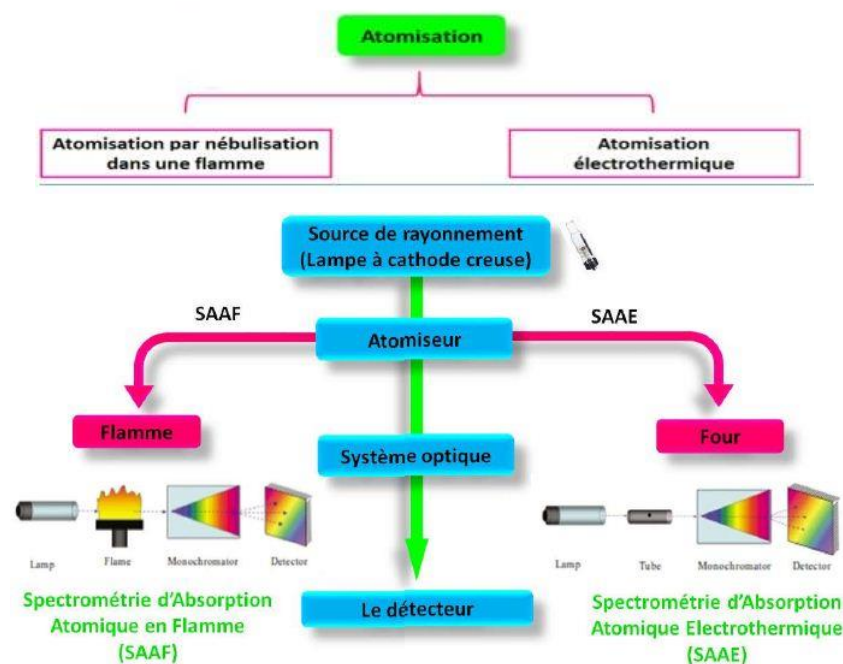 Atomisation
Atomisation par nébulisation
dans une flamme
Atomisation
électrothermique
Source de rayonnement
(Lampe à cathode creuse)
SAAF
Atomiseur
SAAE
Flamme
Système optique
Four
Lamp
Flame
Monochromator
Detector
Lamp
Tube
Monochromator
Detector
Spectrométrie d'Absorption
Atomique en Flamme
(SAAF)
Le détecteur
Spectrométrie d'Absorption
Atomique Electrothermique
(SAAE)